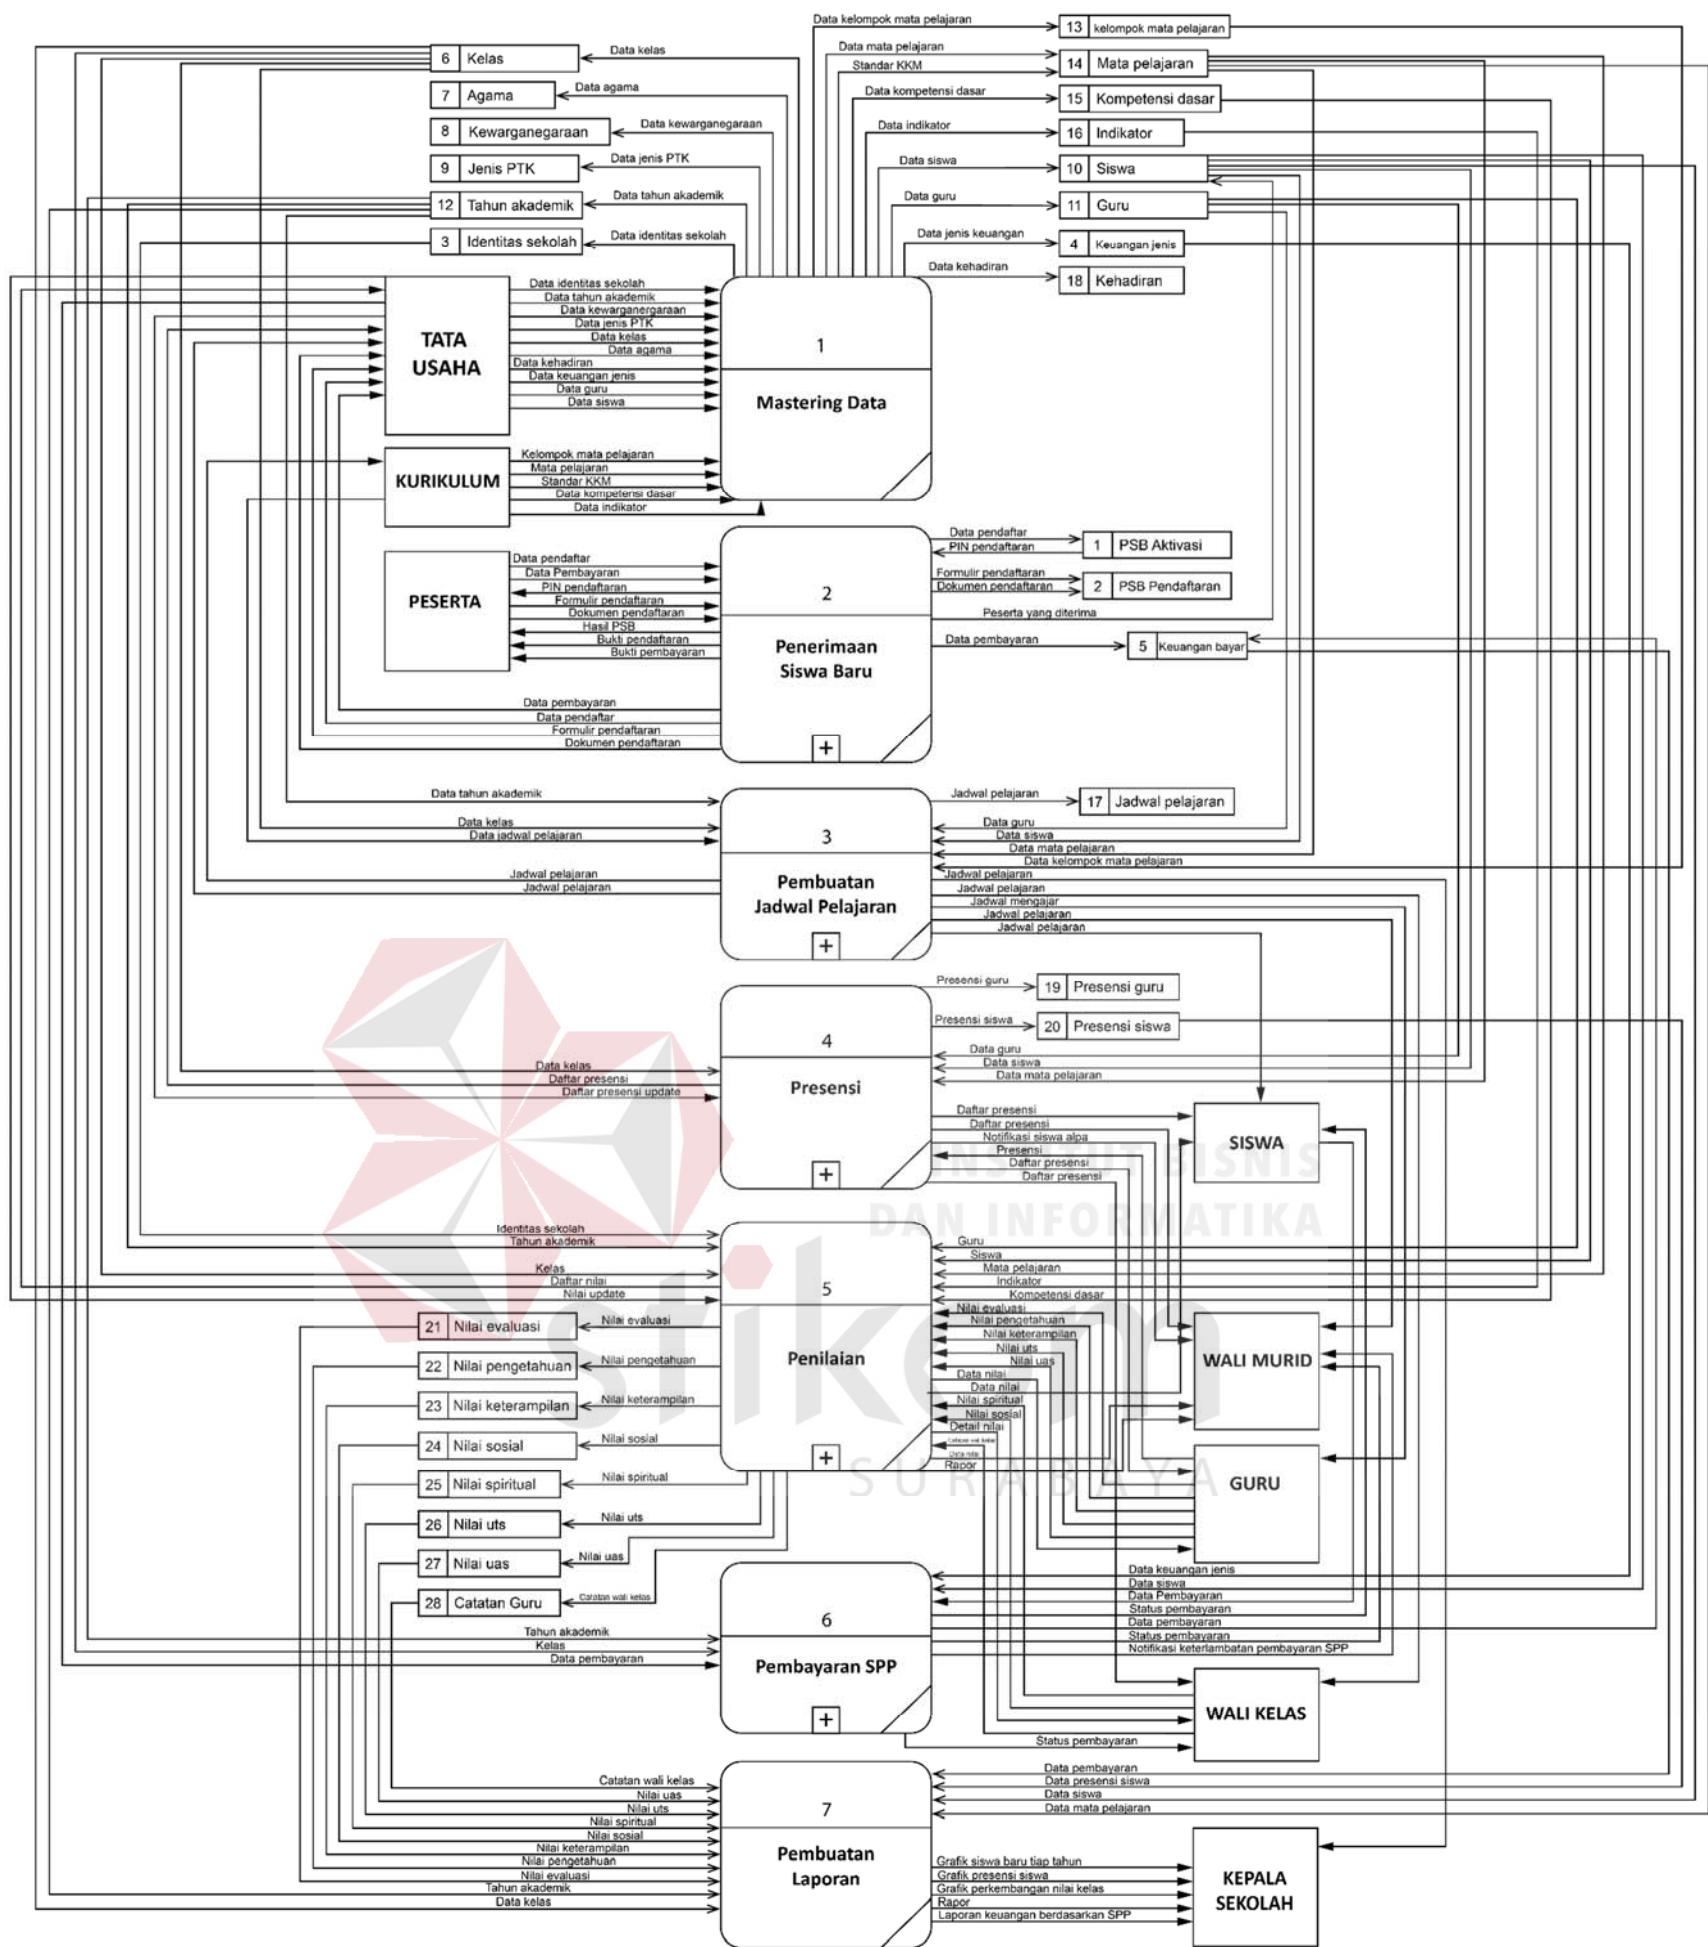 Data kelompok mata pelajaran
13 kelompok mata pelajaran
6 Kelas
Data kelas
Data mata pelajaran
Standar KKM
14 Mata pelajaran
7 Agama
Data agama
Data kompetensi dasar
15 Kompetensi dasar
8 Kewarganegaraan
Data kewarganegaraan
Data indikator
16 Indikator
9 Jenis PTK
Data jenis PTK
Data siswa
10 Siswa
12 Tahun akademik
Data tahun akademik
Data guru
11 Guru
3 Identitas sekolah
Data identitas sekolah
Data jenis keuangan
4 Keuangan jenis
Data kehadiran
18 Kehadiran
TATA
USAHA
Data identitas sekolah
Data tahun akademik
Data kewarganergaraan
Data jenis PTK
Data kelas
Data agama
Data kehadiran
Data keuangan jenis
Data guru
Data siswa
1
Mastering Data
KURIKULUM
Kelompok mata pelajaran
Mata pelajaran
Standar KKM
Data kompetensi dasar
Data indikator
PESERTA
Data pendaftar
Data Pembayaran
PIN pendaftaran
Formulir pendaftaran
Dokumen pendaftaran
Hasil PSB
Bukti pendaftaran
Bukti pembayaran
Data pembayaran
Data pendaftar
Formulir pendaftaran
Dokumen pendaftaran
2
Penerimaan
Siswa Baru
+
Data pendaftar
PIN pendaftaran
1 PSB Aktivasi
Formulir pendaftaran
Dokumen pendaftaran
2 PSB Pendaftaran
Peserta yang diterima
Data pembayaran
5 Keuangan bayar
Data tahun akademik
Data kelas
Data jadwal pelajaran
Jadwal pelajaran
Jadwal pelajaran
3
Pembuatan
Jadwal Pelajaran
+
Jadwal pelajaran
17 Jadwal pelajaran
Data guru
Data siswa
Data mata pelajaran
Data kelompok mata pelajaran
Jadwal pelajaran
Jadwal pelajaran
Jadwal mengajar
Jadwal pelajaran
Jadwal pelajaran
Data kelas
Daftar presensi
Daftar presensi update
4
Presensi
+
Presensi guru
19 Presensi guru
Presensi siswa
20 Presensi siswa
Data guru
Data siswa
Data mata pelajaran
Daftar presensi
Daftar presensi
Notifikasi siswa alpa
Presensi
Daftar presensi
Daftar presensi
SISWA
INSTITUT BISNIS
DAN INFORMATIKA
stikom
SURABAYA
Identitas sekolah
Tahun akademik
Kelas
Daftar nilai
Nilai update
5
Penilaian
+
Guru
Siswa
Mata pelajaran
Indikator
Kompetensi dasar
Nilai evaluasi
Nilai pengetahuan
Nilai keterampilan
Nilai uts
Nilai uas
Data nilai
Data nilai
Nilai spiritual
Nilai sosial
Detail nilai
Catatan wali kelas
Data nilai
Rapor
WALI MURID
GURU
21 Nilai evaluasi
Nilai evaluasi
22 Nilai pengetahuan
Nilai pengetahuan
23 Nilai keterampilan
Nilai keterampilan
24 Nilai sosial
Nilai sosial
25 Nilai spiritual
Nilai spiritual
26 Nilai uts
Nilai uts
27 Nilai uas
Nilai uas
28 Catatan Guru
Catatan wali kelas
Tahun akademik
Kelas
Data pembayaran
6
Pembayaran SPP
+
Data keuangan jenis
Data siswa
Data Pembayaran
Status pembayaran
Data pembayaran
Status pembayaran
Notifikasi keterlambatan pembayaran SPP
WALI KELAS
Status pembayaran
Catatan wali kelas
Nilai uas
Nilai uts
Nilai spiritual
Nilai sosial
Nilai keterampilan
Nilai pengetahuan
Nilai evaluasi
Tahun akademik
Data kelas
7
Pembuatan
Laporan
Data pembayaran
Data presensi siswa
Data siswa
Data mata pelajaran
Grafik siswa baru tiap tahun
Grafik presensi siswa
Grafik perkembangan nilai kelas
Rapor
Laporan keuangan berdasarkan SPP
KEPALA
SEKOLAH